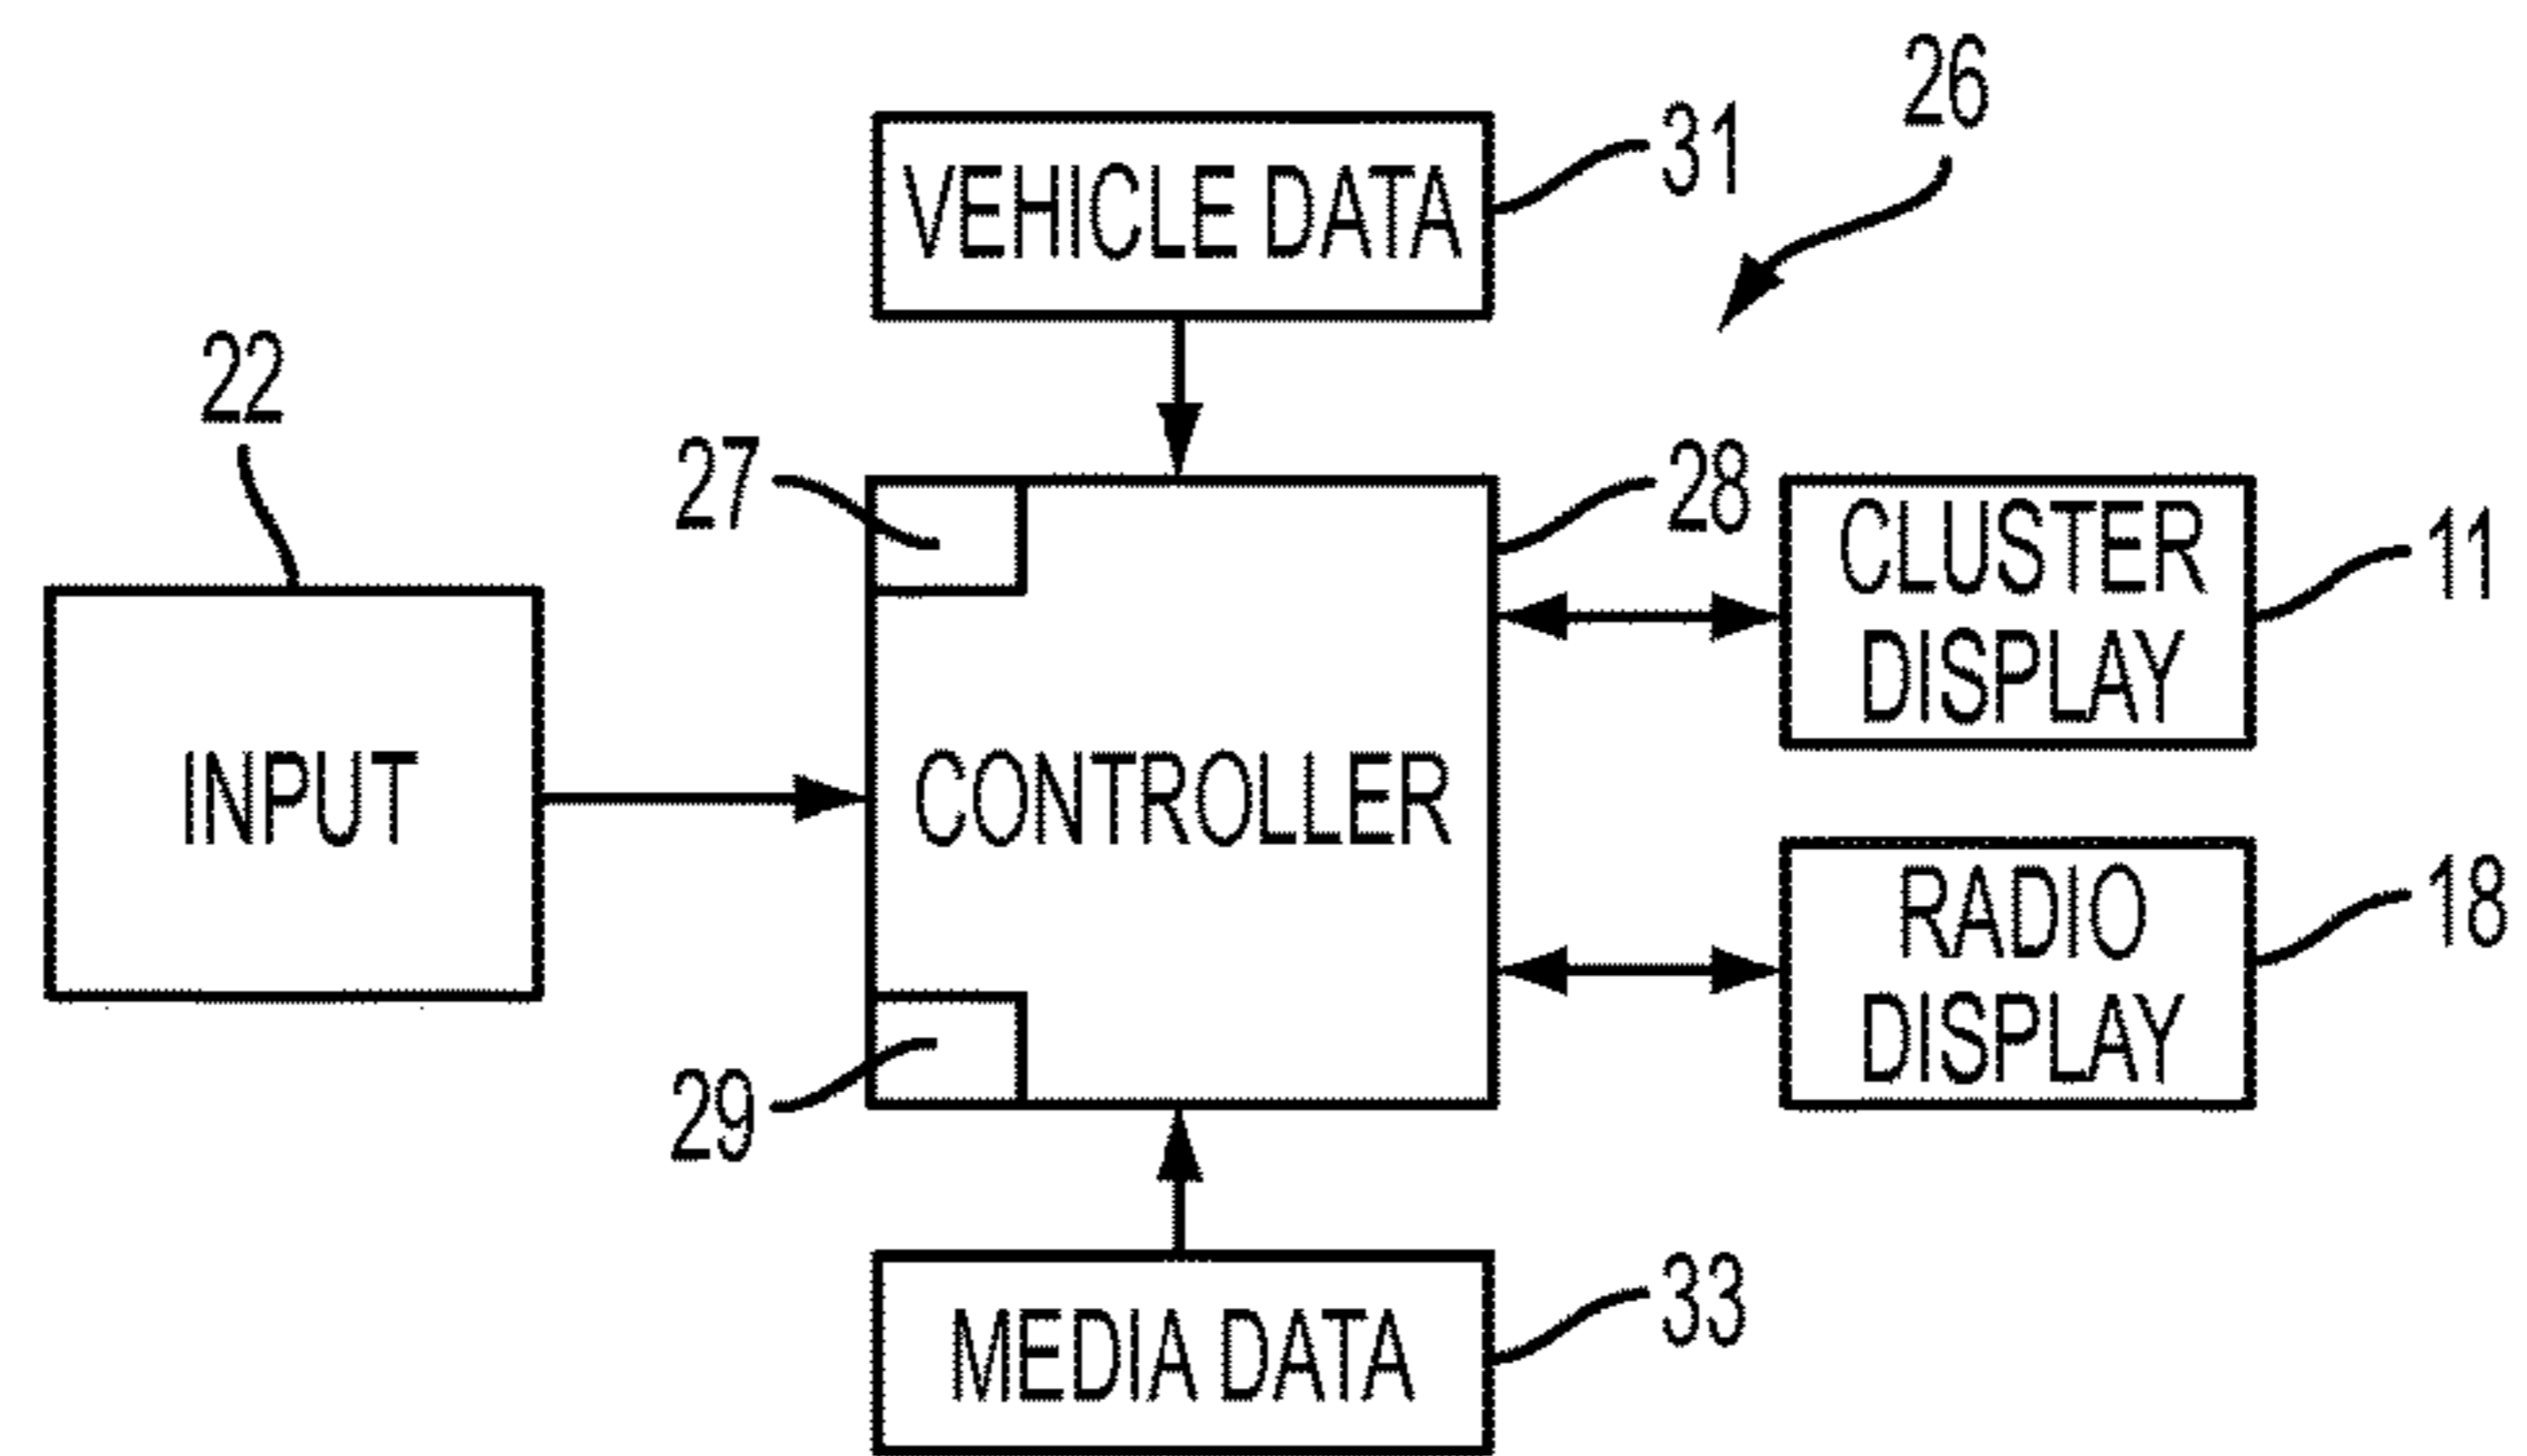 26
VEHICLE DATA
31
22
27
28
CLUSTER
DISPLAY
11
INPUT
CONTROLLER
RADIO
DISPLAY
18
29
MEDIA DATA
33